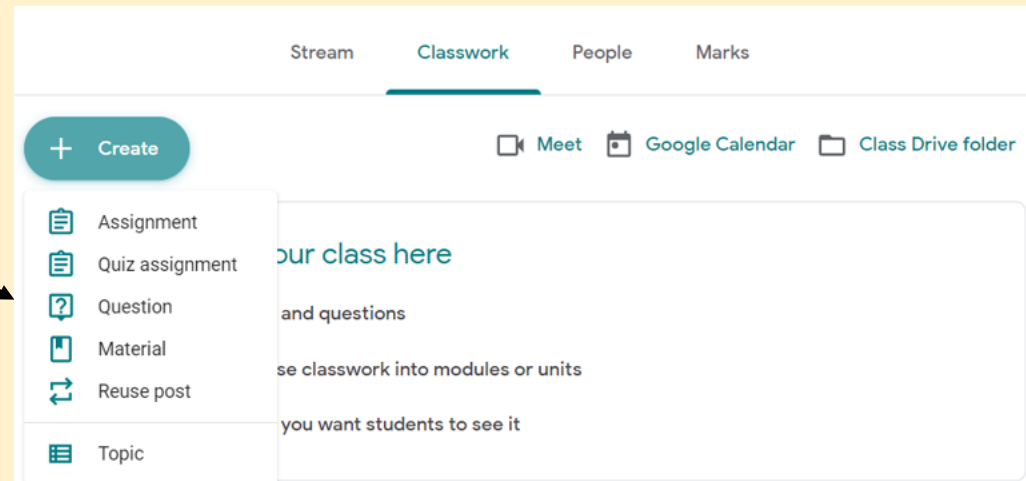 Stream Classwork People Marks
+ Create Meet Google Calendar Class Drive folder
Assignment
Quiz assignment our class here
Question and questions
Material
se classwork into modules or units
Reuse post
you want students to see it
Topic